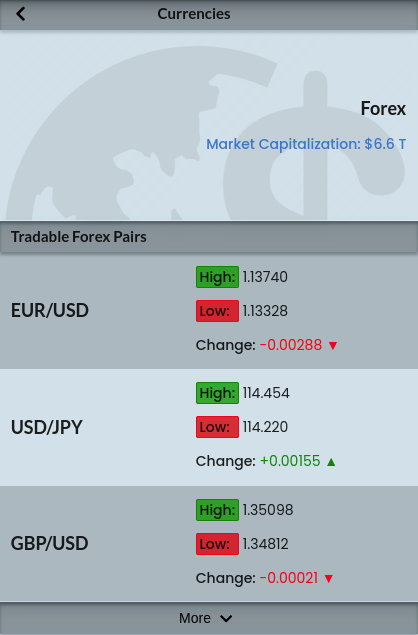 Currencies
Forex
Market Capitalization: $6.6 T
Tradable Forex Pairs
EUR/USD
High: 1.13740
Low: 1.13328
Change: -0.00288 ▼
USD/JPY
High: 114.454
Low: 114.220
Change: +0.00155 ▲
GBP/USD
High: 1.35098
Low: 1.34812
Change: -0.00021 ▼
More